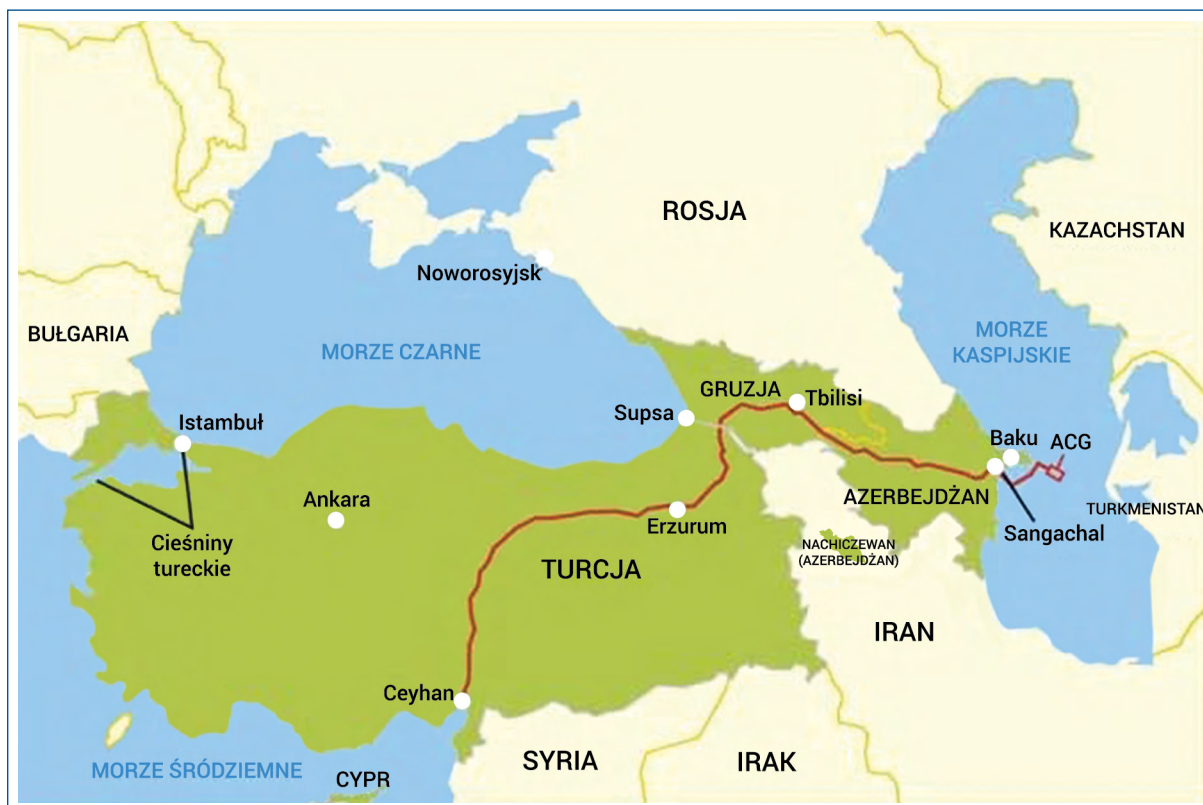 ROSJA
KAZACHSTAN
Noworosyjsk
BUŁGARIA
MORZE CZARNE
MORZE
KASPIJSKIE
GRUZJA
Tbilisi
Supsa
Istambuł
Baku
ACG
Ankara
AZERBEJDŻAN
TURKMENISTAN
Erzurum
Sangachal
Cieśniny
tureckie
NACHICZEWAN
(AZERBEJDŻAN)
TURCJA
IRAN
Ceyhan
SYRIA
IRAK
MORZE ŚRÓDZIEMNE
CYPR